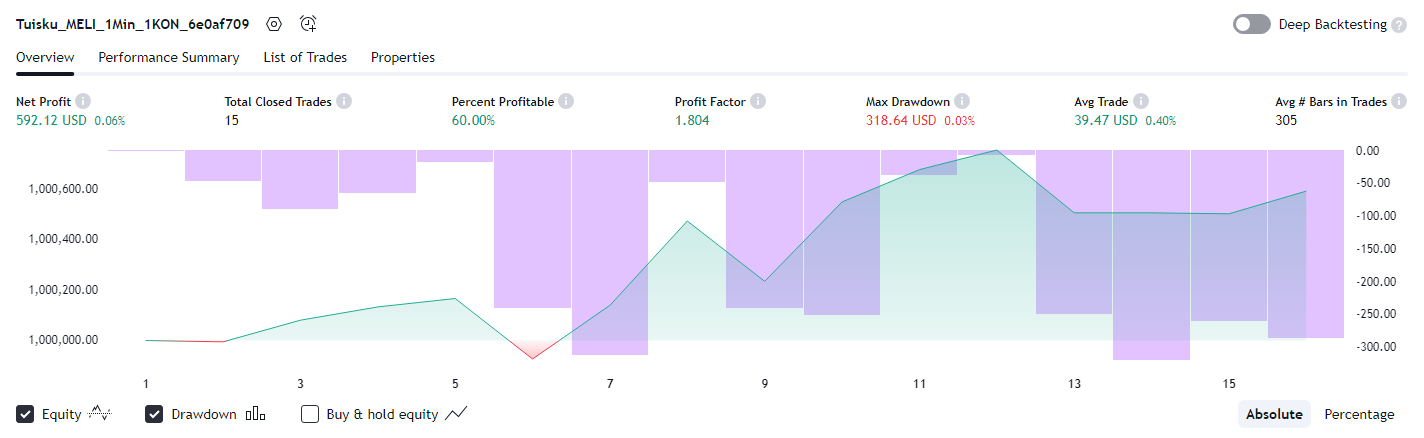 Tuisku_MELI_1Min_1KON_6e0af709
Deep Backtesting ?
Overview Performance Summary List of Trades Properties
Net Profit i Total Closed Trades i Percent Profitable i Profit Factor i Max Drawdown i Avg Trade i Avg # Bars in Trades i
592.12 USD 0.06% 15 60.00% 1.804 318.64 USD 0.03% 39.47 USD 0.40% 305
0.00
1,000,600.00 -50.00
-100.00
1,000,400.00 -150.00
-200.00
1,000,200.00 -250.00
1,000,000.00 -300.00
1 3 5 7 9 11 13 15
Equity Drawdown Buy & hold equity Absolute Percentage